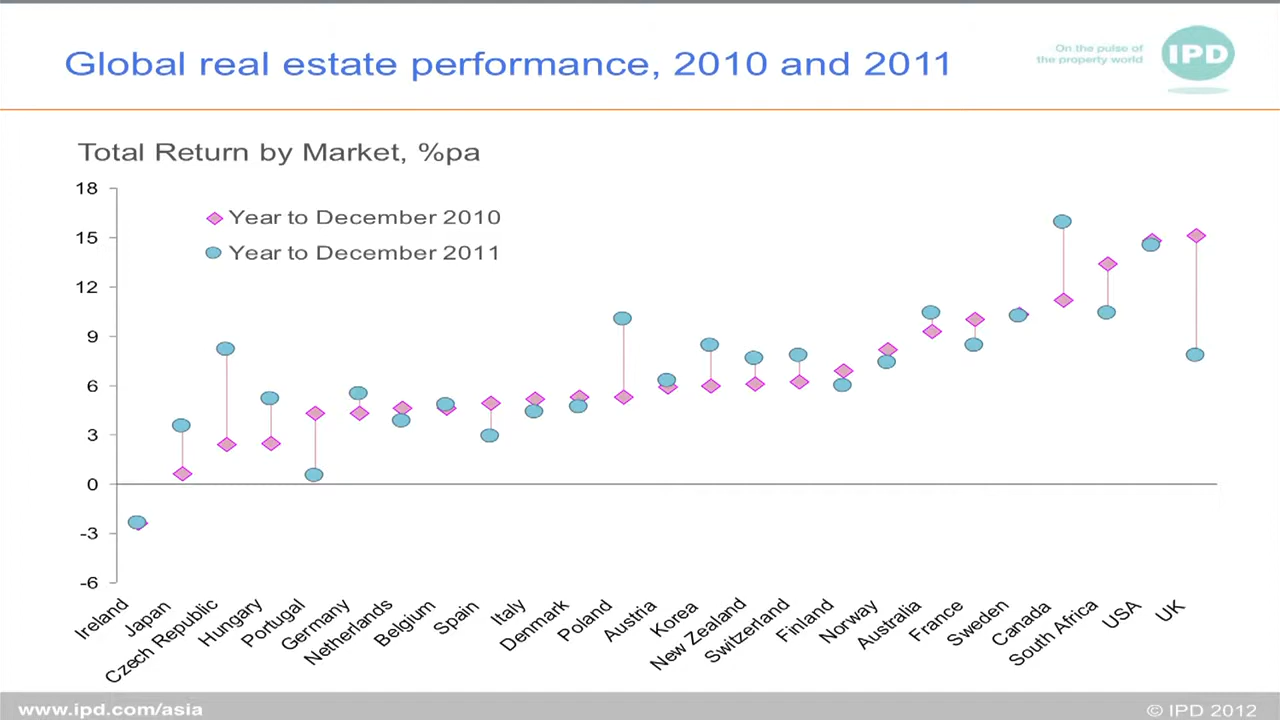 Global real estate performance, 2010 and 2011
On the pulse of
the property world
IPD
Total Return by Market, %pa
18
15
12
9
6
3
0
-3
-6
Year to December 2010
Year to December 2011
Ireland
Japan
Czech Republic
Hungary
Portugal
Germany
Netherlands
Belgium
Spain
Italy
Denmark
Poland
Austria
Korea
New Zealand
Switzerland
Finland
Norway
Australia
France
Sweden
Canada
South Africa
USA
UK
www.ipd.com/asia
© IPD 2012